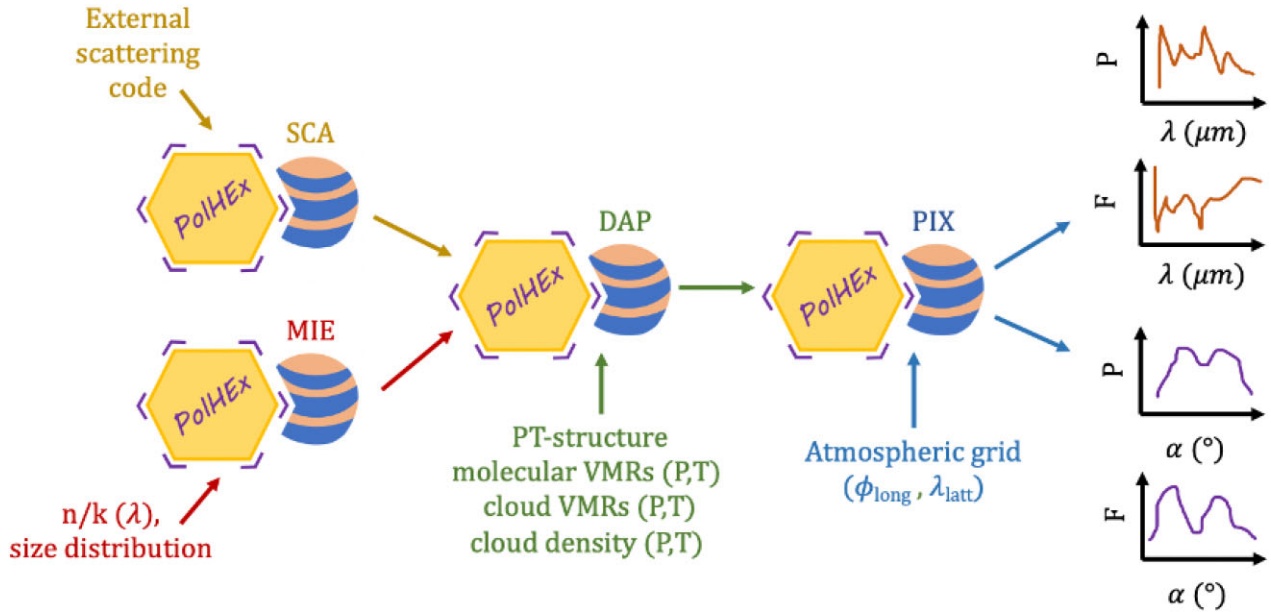 External
scattering
code
SCA
PolHEx
MIE
PolHEx
n/k (λ),
size distribution
DAP
PolHEx
PT-structure
molecular VMRs (P,T)
cloud VMRs (P,T)
cloud density (P,T)
PIX
PolHEx
Atmospheric grid
(ϕlong , λlatt)
P
λ (μm)
F
λ (μm)
P
α (°)
F
α (°)